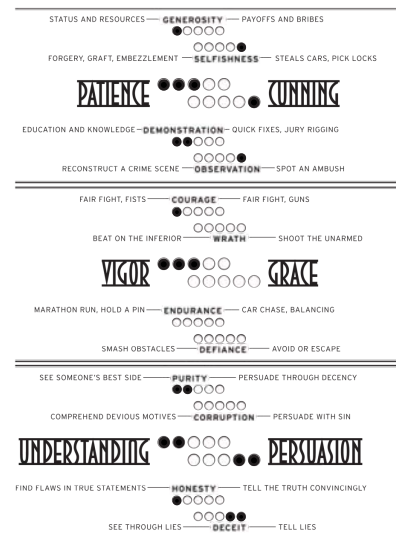 STATUS AND RESOURCES — GENEROSITY — PAYOFFS AND BRIBES
FORGERY, GRAFT, EMBEZZLEMENT — SELFISHNESS — STEALS CARS, PICK LOCKS
PATIENCE CUNNING
EDUCATION AND KNOWLEDGE — DEMONSTRATION — QUICK FIXES, JURY RIGGING
RECONSTRUCT A CRIME SCENE — OBSERVATION — SPOT AN AMBUSH
FAIR FIGHT, FISTS — COURAGE — FAIR FIGHT, GUNS
BEAT ON THE INFERIOR — WRATH — SHOOT THE UNARMED
VIGOR GRACE
MARATHON RUN, HOLD A PIN — ENDURANCE — CAR CHASE, BALANCING
SMASH OBSTACLES — DEFIANCE — AVOID OR ESCAPE
SEE SOMEONE'S BEST SIDE — PURITY — PERSUADE THROUGH DECENCY
COMPREHEND DEVIOUS MOTIVES — CORRUPTION — PERSUADE WITH SIN
UNDERSTANDING PERSUASION
FIND FLAWS IN TRUE STATEMENTS — HONESTY — TELL THE TRUTH CONVINCINGLY
SEE THROUGH LIES — DECEIT — TELL LIES